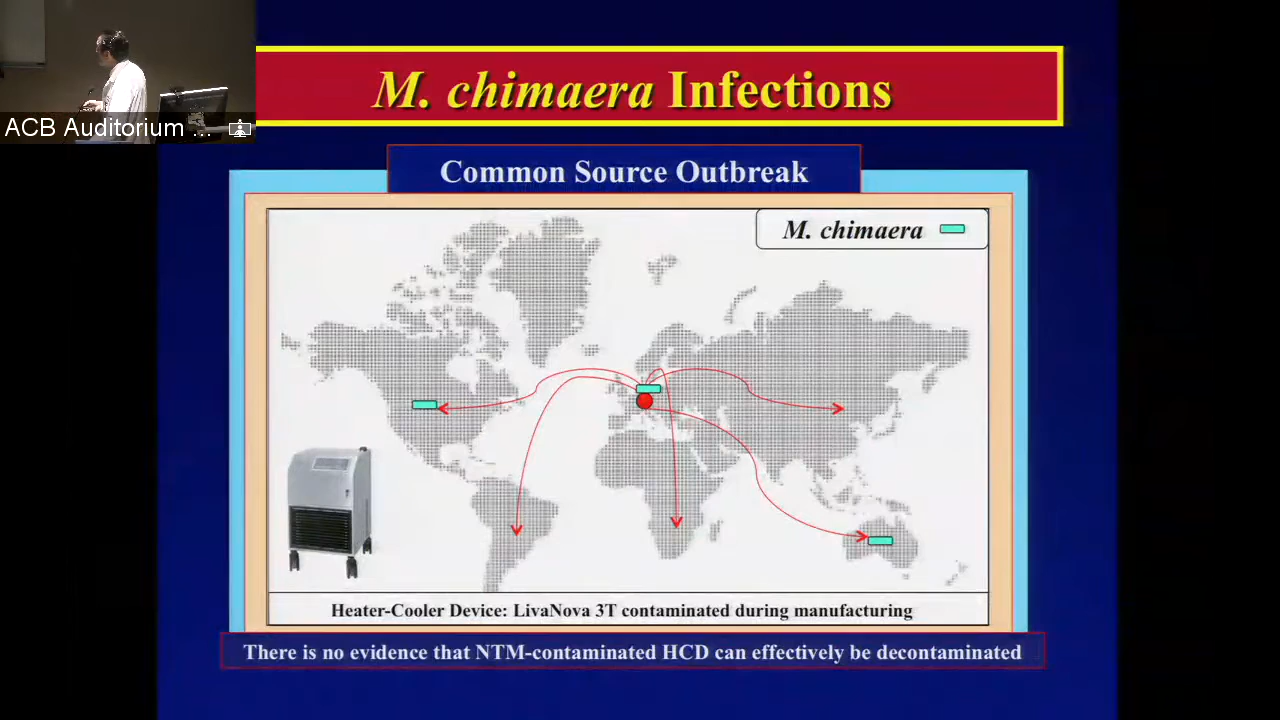 M. chimaera Infections
ACB Auditorium ...
Common Source Outbreak
M. chimaera
Heater-Cooler Device: LivaNova 3T contaminated during manufacturing
There is no evidence that NTM-contaminated HCD can effectively be decontaminated